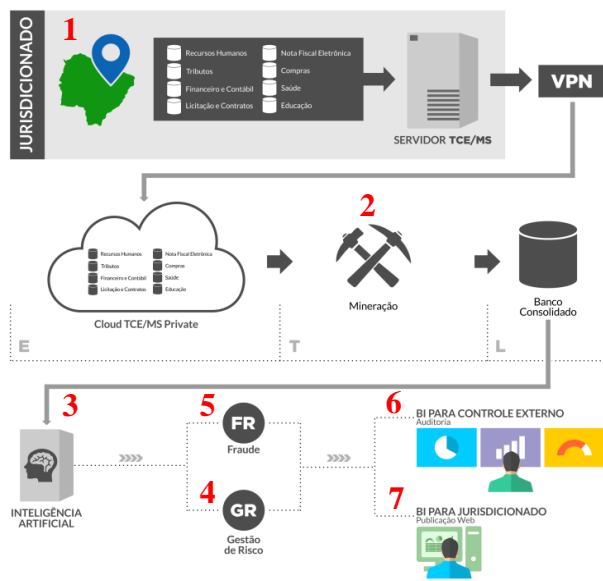 1
JURISDICIONADO
Recursos Humanos
Nota Fiscal Eletrônica
Tributos
Compras
Financeiro e Contábil
Saúde
Licitação e Contratos
Educação
SERVIDOR TCE/MS
VPN
2
Recursos Humanos
Nota Fiscal Eletrônica
Tributos
Compras
Financeiro e Contábil
Saúde
Licitação e Contratos
Educação
Cloud TCE/MS Private
Mineração
Banco
Consolidado
E
T
L
3
INTELIGÊNCIA
ARTIFICIAL
5
FR
Fraude
4
GR
Gestão
de Risco
6
BI PARA CONTROLE EXTERNO
Auditoria
7
BI PARA JURISDICIONADO
Publicação Web